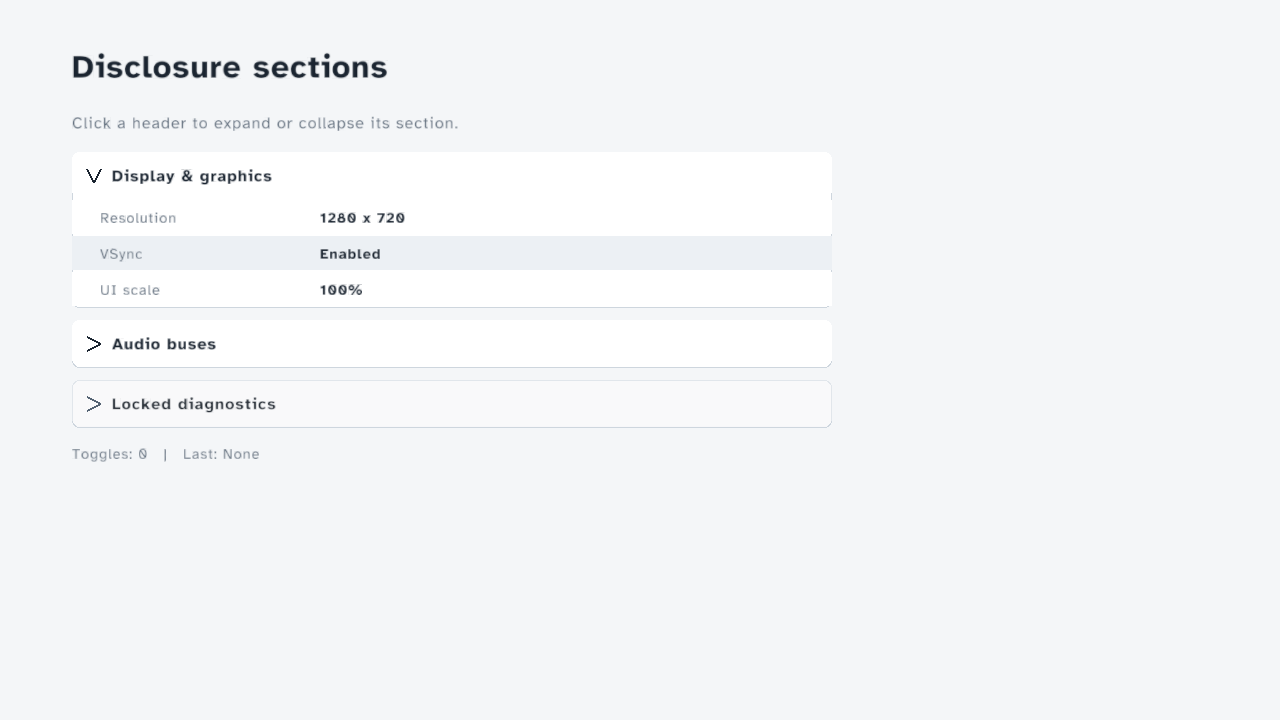 Disclosure sections
Click a header to expand or collapse its section.
Display & graphics
Resolution 1280 x 720
VSync Enabled
UI scale 100%
Audio buses
Locked diagnostics
Toggles: 0 | Last: None